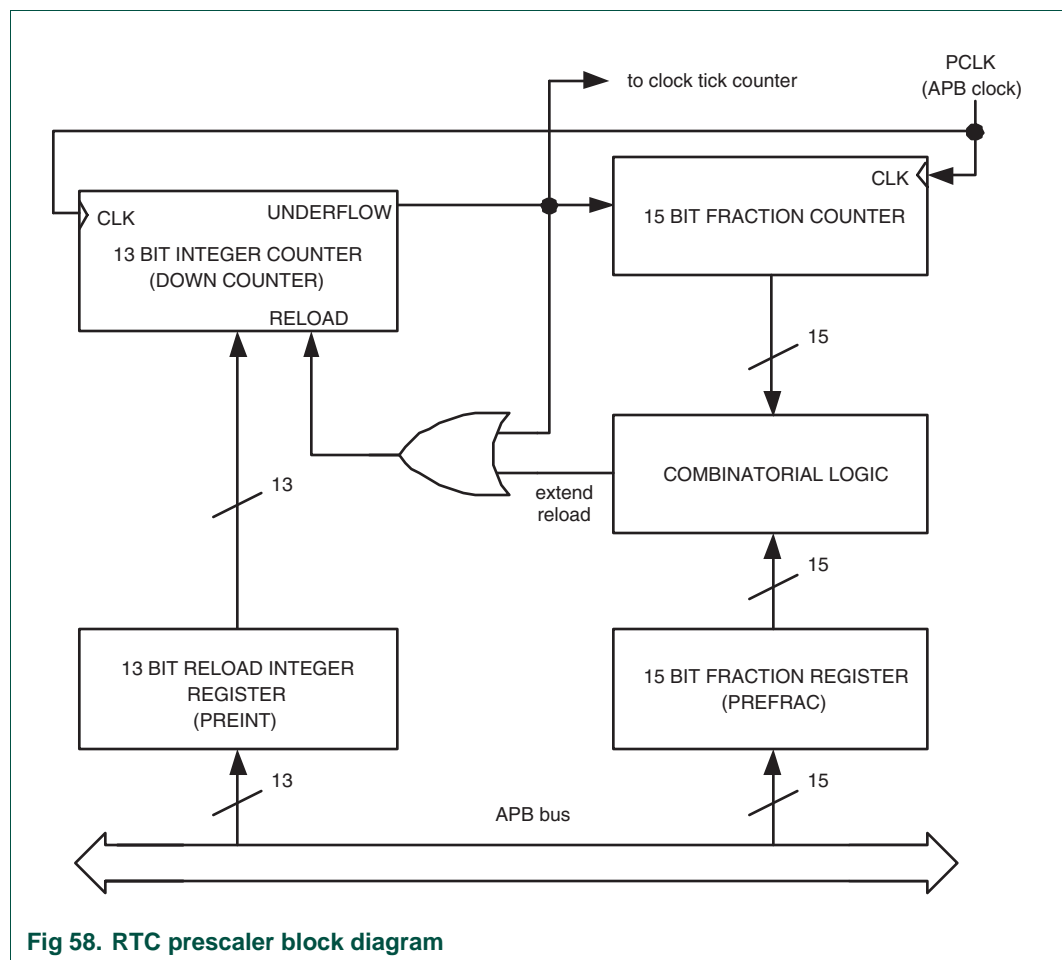 PCLK
(APB clock)
to clock tick counter
CLK
UNDERFLOW
13 BIT INTEGER COUNTER
(DOWN COUNTER)
RELOAD
CLK
15 BIT FRACTION COUNTER
15
COMBINATORIAL LOGIC
extend
reload
13
15
13 BIT RELOAD INTEGER
REGISTER
(PREINT)
15 BIT FRACTION REGISTER
(PREFRAC)
13
15
APB bus
Fig 58. RTC prescaler block diagram